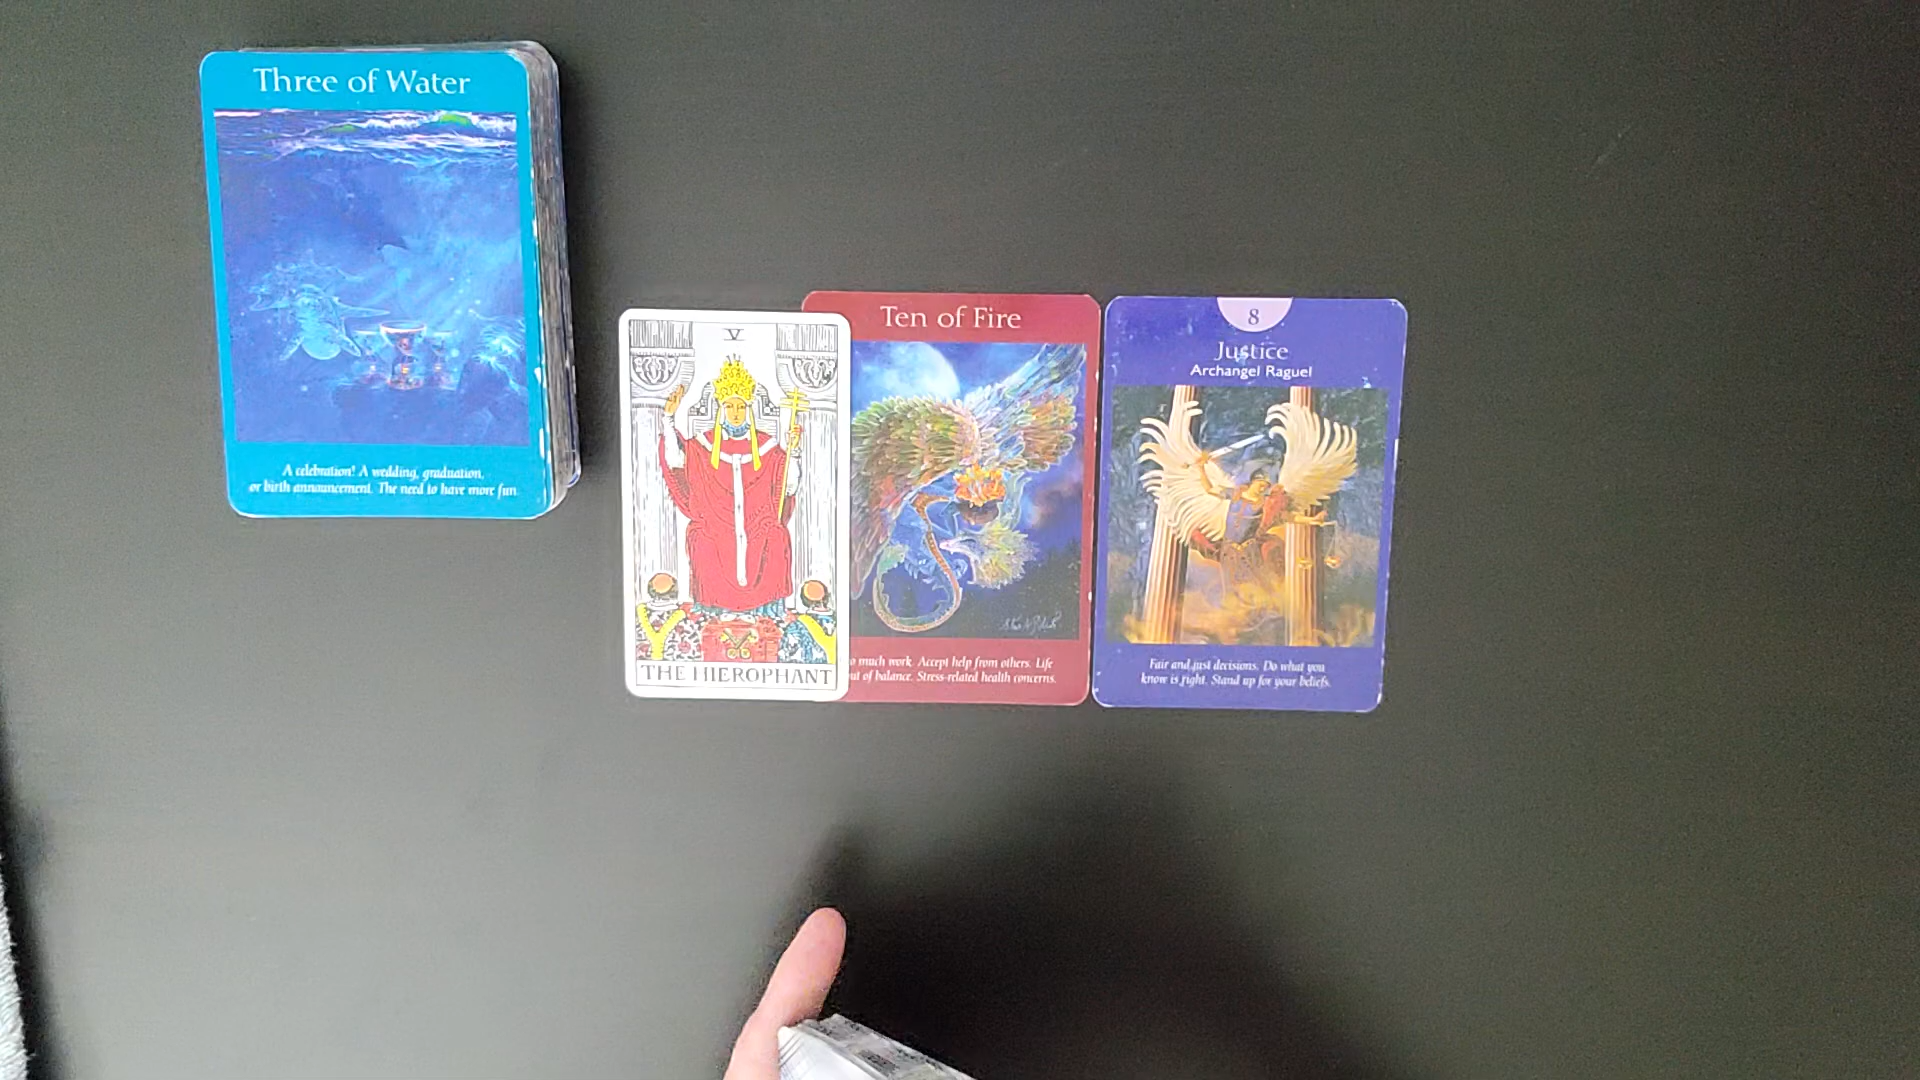 Three of Water
A celebration! A wedding, graduation,
or birth announcement. The need to have more fun.
V
THE HIEROPHANT
Ten of Fire
much work. Accept help from others. Life
of balance. Stress-related health concerns.
8
Justice
Archangel Raguel
Fair and just decisions. Do what you
know is right. Stand up for your beliefs.